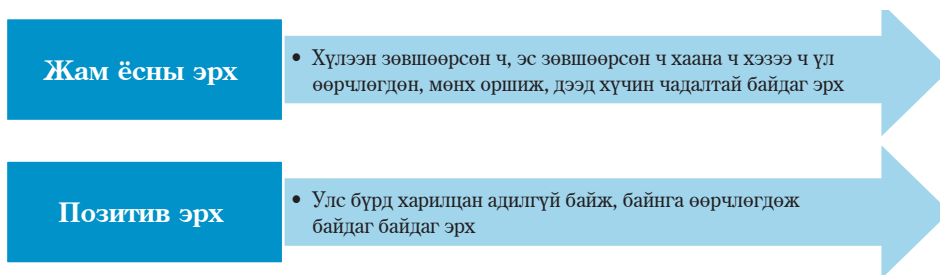 Жам ёсны эрх
• Хүлээн зөвшөөрсөн ч, эс зөвшөөрсөн ч хаана ч хэзээ ч үл
өөрчлөгдөн, мөнх оршиж, дээд хүчин чадалтай байдаг эрх
Позитив эрх
• Улс бүрд харилцан адилгүй байж, байнга өөрчлөгдөж
байдаг байдаг эрх